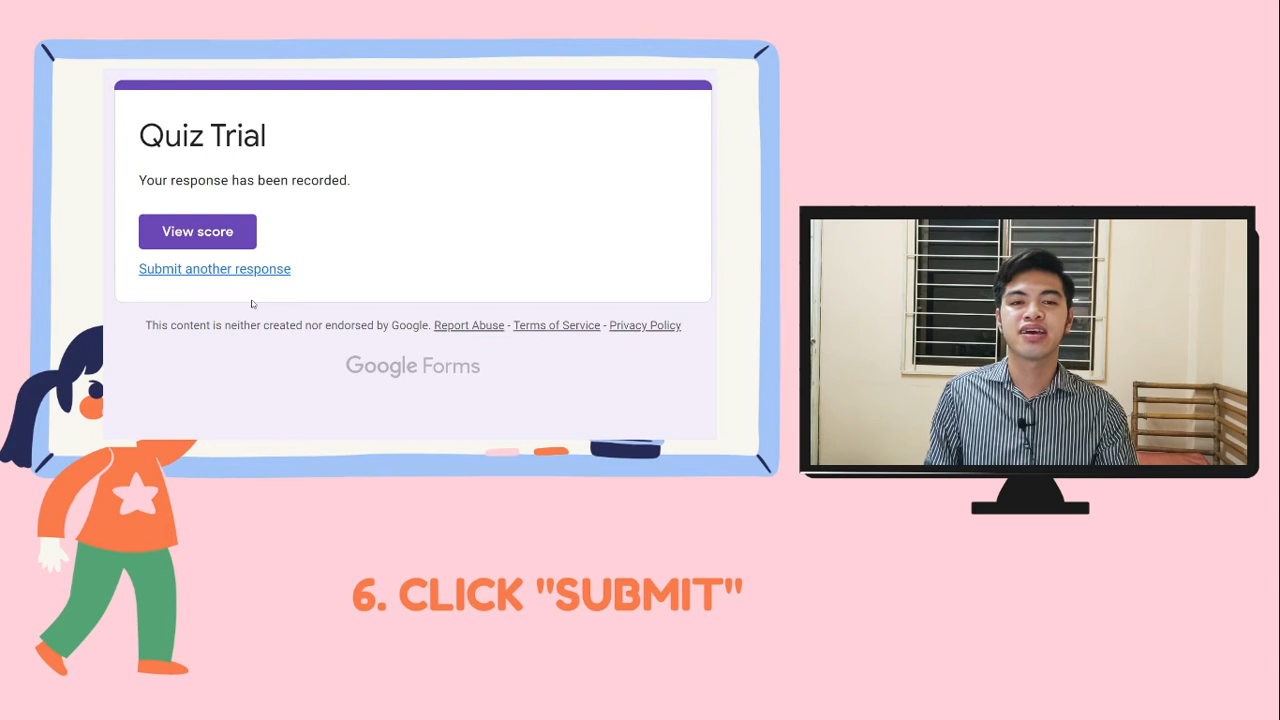 Quiz Trial
Your response has been recorded.
View score
Submit another response
This content is neither created nor endorsed by Google. Report Abuse - Terms of Service - Privacy Policy
Google Forms
6. CLICK "SUBMIT"